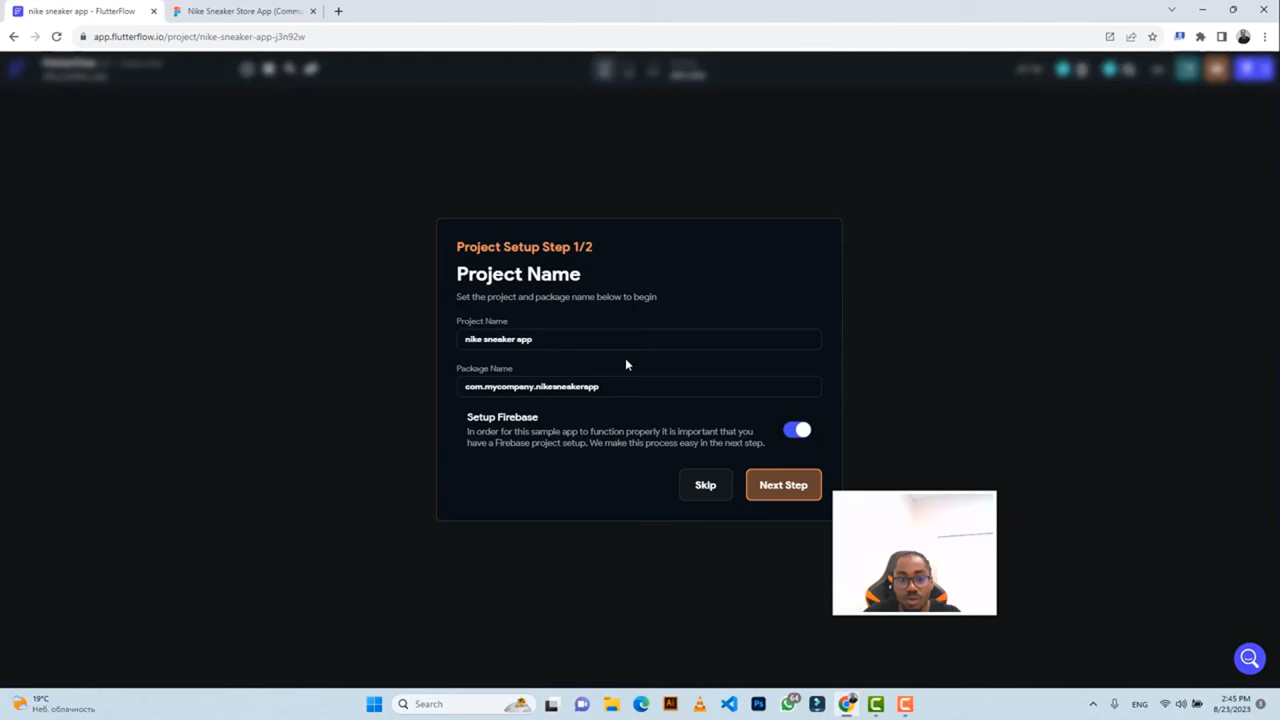 nike sneaker app - FlutterFlow
Nike Sneaker Store App (Commu
app.flutterflow.io/project/nike-sneaker-app-j3n92w
Project Setup Step 1/2
Project Name
Set the project and package name below to begin
Project Name
nike sneaker app
Package Name
com.mycompany.nikesneakerapp
Setup Firebase
In order for this sample app to function properly it is important that you
have a Firebase project setup. We make this process easy in the next step.
Skip
Next Step
19°C
Неб. облачность
Search
64
ENG
2:45 PM
8/23/2023